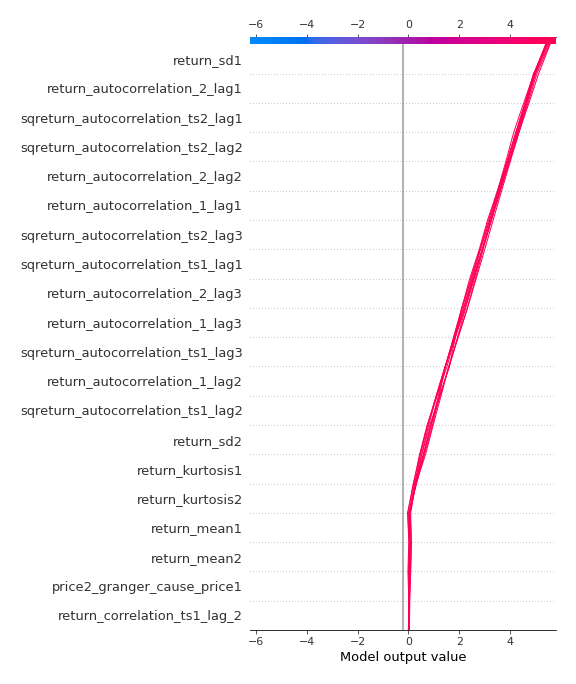 −6 −4 −2 0 2 4
return_sd1
return_autocorrelation_2_lag1
sqreturn_autocorrelation_ts2_lag1
sqreturn_autocorrelation_ts2_lag2
return_autocorrelation_2_lag2
return_autocorrelation_1_lag1
sqreturn_autocorrelation_ts2_lag3
sqreturn_autocorrelation_ts1_lag1
return_autocorrelation_2_lag3
return_autocorrelation_1_lag3
sqreturn_autocorrelation_ts1_lag3
return_autocorrelation_1_lag2
sqreturn_autocorrelation_ts1_lag2
return_sd2
return_kurtosis1
return_kurtosis2
return_mean1
return_mean2
price2_granger_cause_price1
return_correlation_ts1_lag_2
−6 −4 −2 0 2 4
Model output value